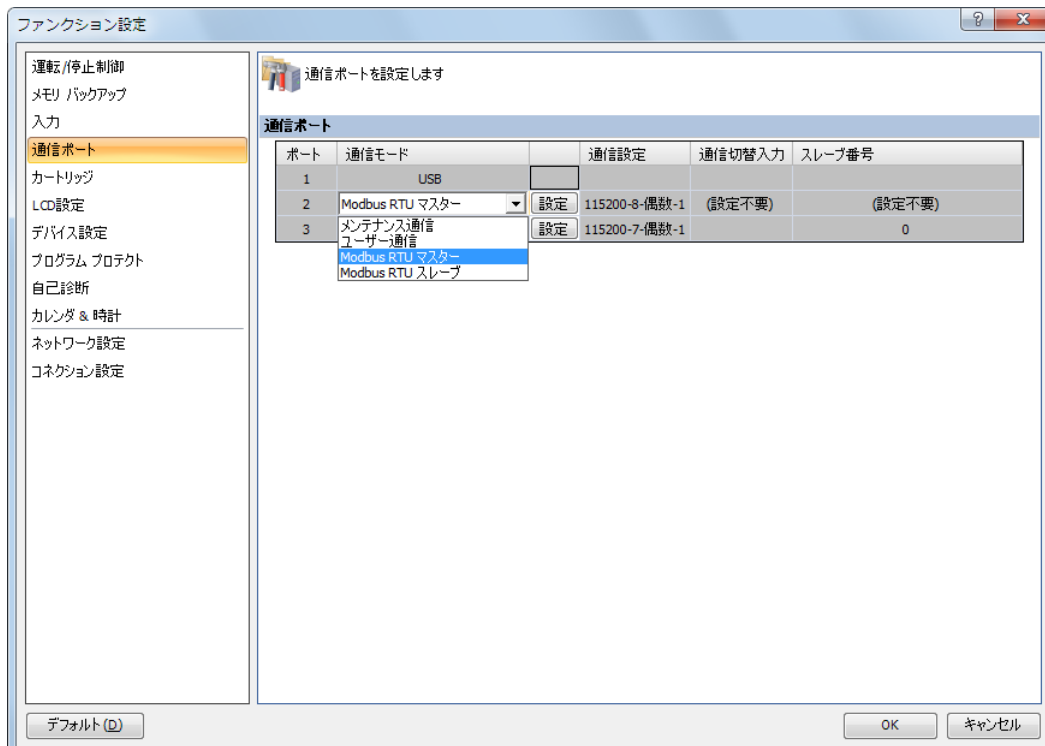 ファンクション設定
運転/停止制御
メモリ バックアップ
入力
通信ポート
カートリッジ
LCD設定
デバイス設定
プログラム プロテクト
自己診断
カレンダ & 時計
ネットワーク設定
コネクション設定
通信ポートを設定します
通信ポート
ポート 通信モード 通信設定 通信切替入力 スレーブ番号
1 USB
2 Modbus RTU マスター 設定 115200-8-偶数-1 (設定不要) (設定不要)
3 設定 115200-7-偶数-1 0
メンテナンス通信
ユーザー通信
Modbus RTU マスター
Modbus RTU スレーブ
デフォルト(D) OK キャンセル